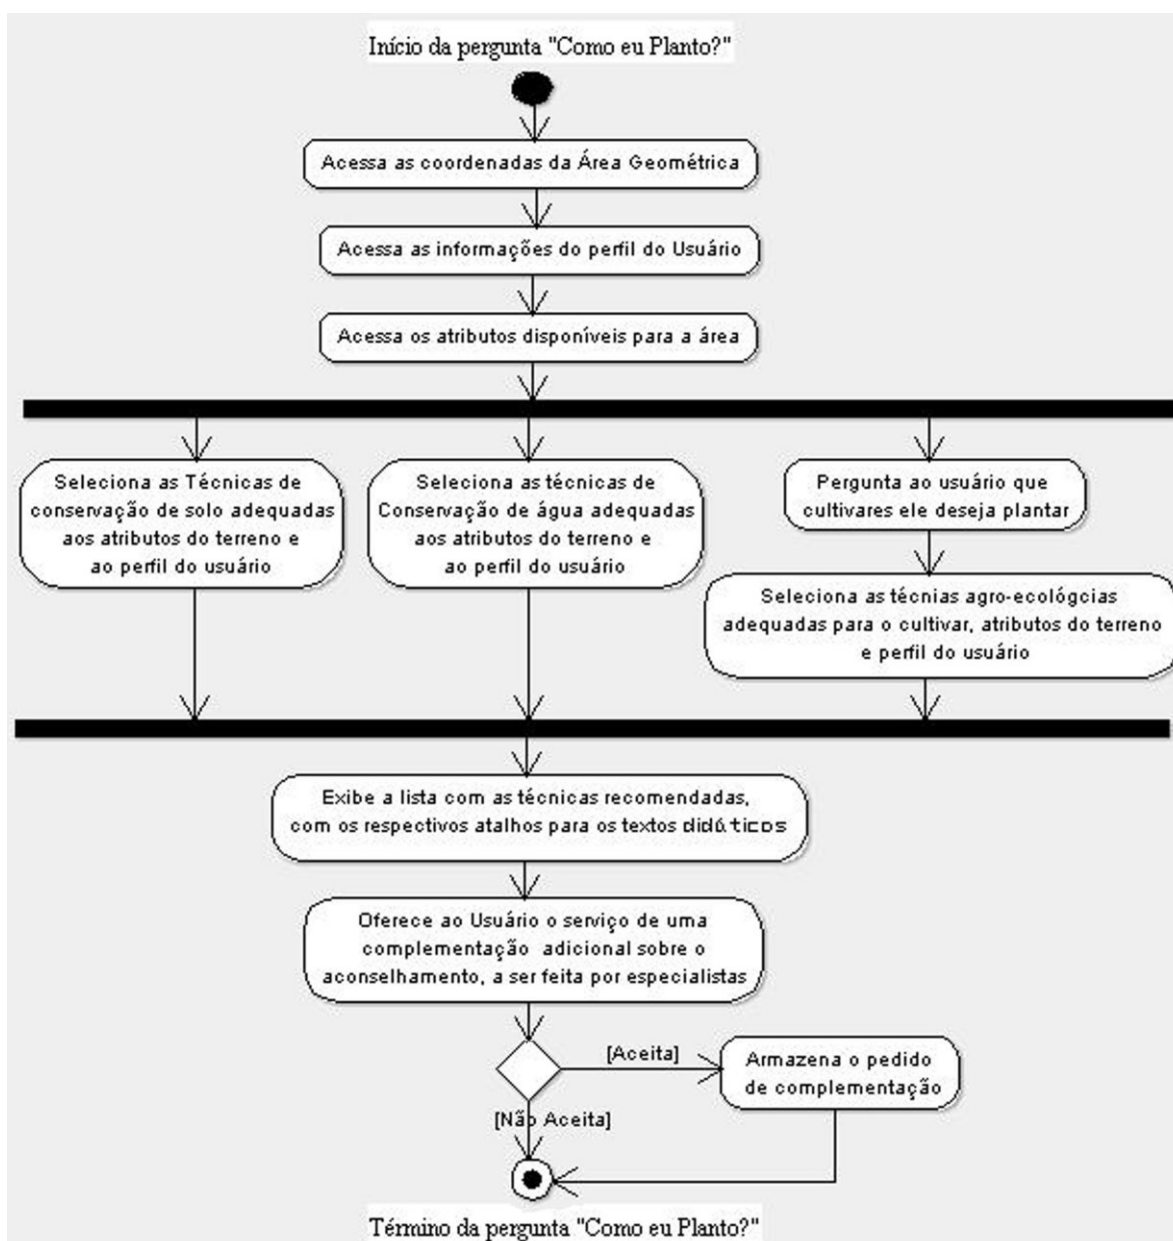 Início da pergunta "Como eu Planto?"
Acessa as coordenadas da Área Geométrica
Acessa as informações do perfil do Usuário
Acessa os atributos disponíveis para a área
Seleciona as Técnicas de
conservação de solo adequadas
aos atributos do terreno e
ao perfil do usuário
Seleciona as técnicas de
Conservação de água adequadas
aos atributos do terreno e
ao perfil do usuário
Pergunta ao usuário que
cultivares ele deseja plantar
Seleciona as técnias agro-ecológcias
adequadas para o cultivar, atributos do terreno
e perfil do usuário
Exibe a lista com as técnicas recomendadas,
com os respectivos atalhos para os textos didáticos
Oferece ao Usuário o serviço de uma
complementação adicional sobre o
aconselhamento, a ser feita por especialistas
[Aceita]
Armazena o pedido
de complementação
[Não Aceita]
Término da pergunta "Como eu Planto?"